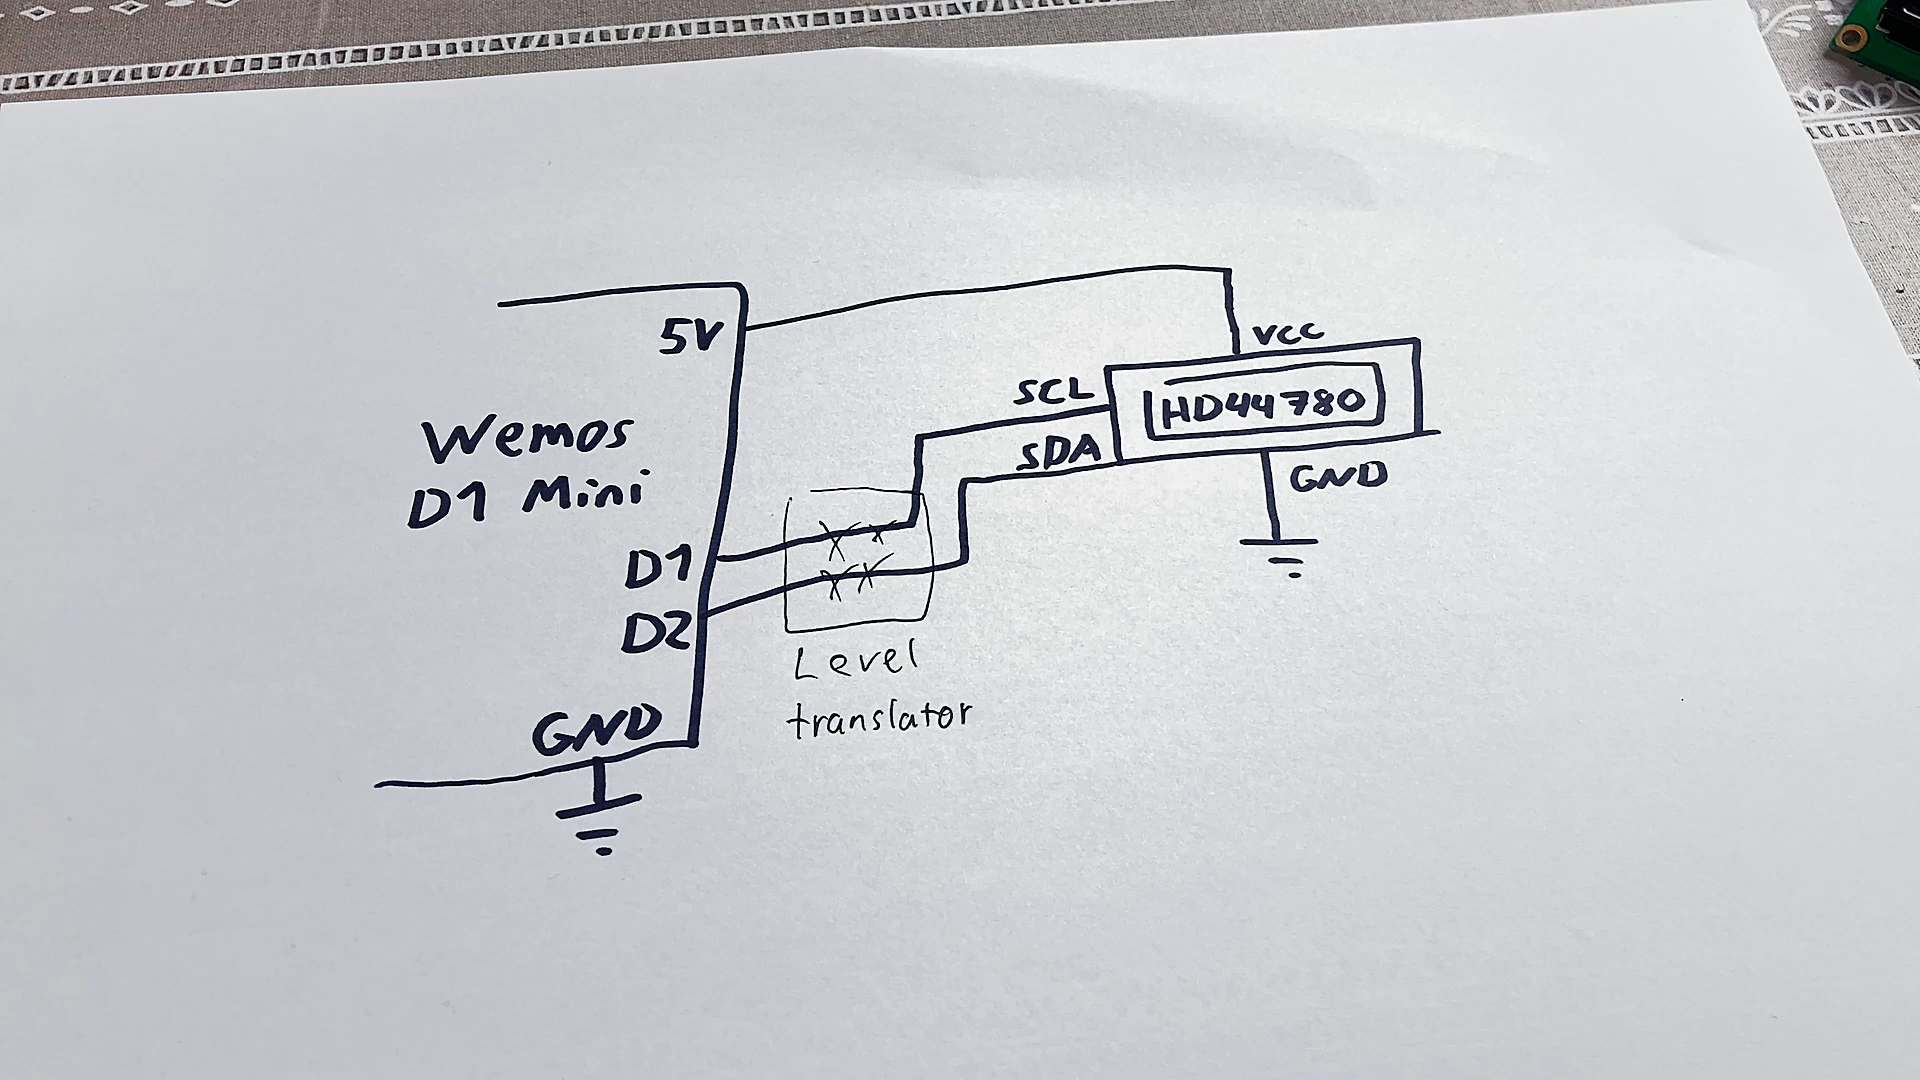 5V
VCC
SCL
HD44780
SDA
GND
Wemos
D1 Mini
D1
D2
GND
Level
translator